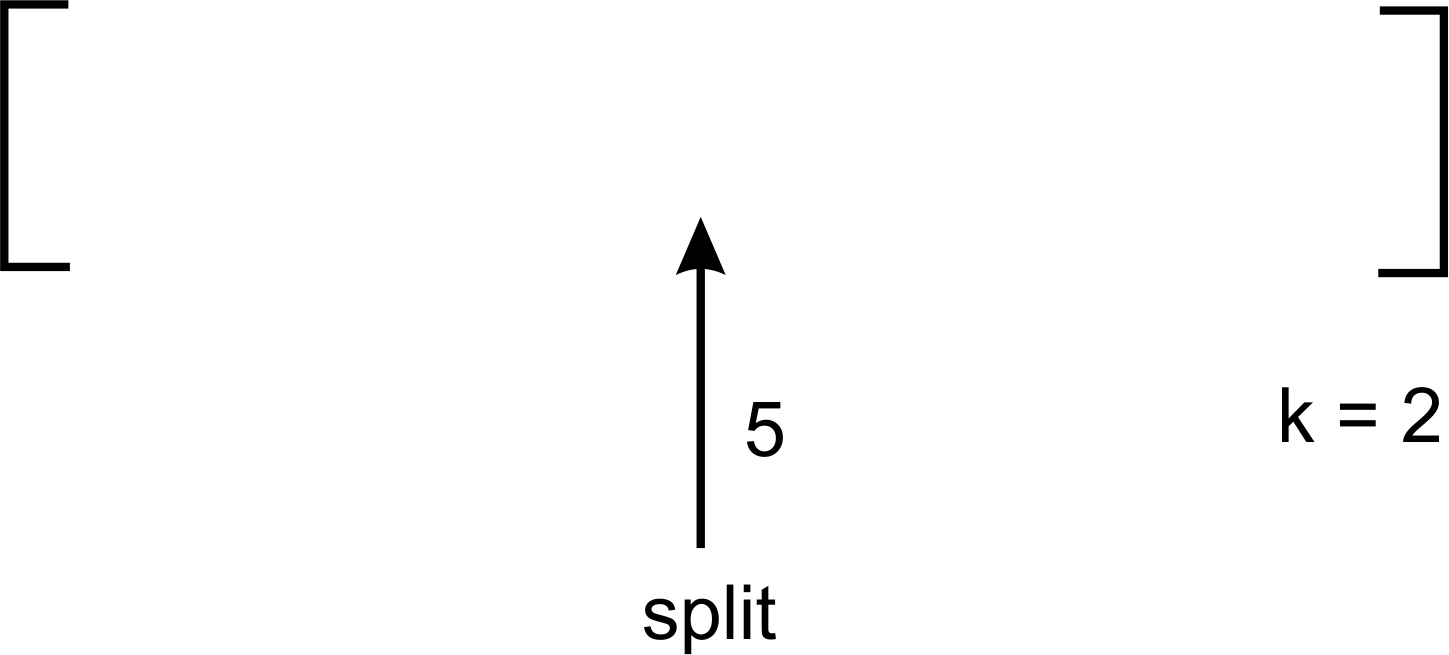 5
k = 2
split